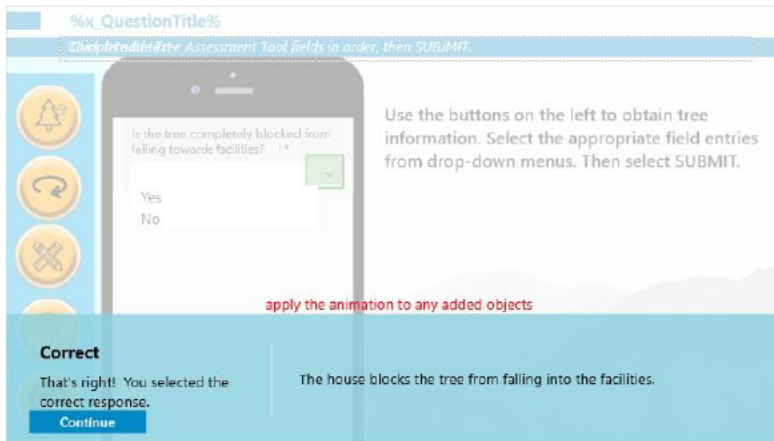 %x_QuestionTitle%
Complete the Tree Assessment Tool fields in order, then SUBMIT.
Use the buttons on the left to obtain tree
information. Select the appropriate field entries
from drop-down menus. Then select SUBMIT.
Is the tree completely blocked from
falling towards facilities?
Yes
No
apply the animation to any added objects
Correct
That's right! You selected the
correct response.
Continue
The house blocks the tree from falling into the facilities.